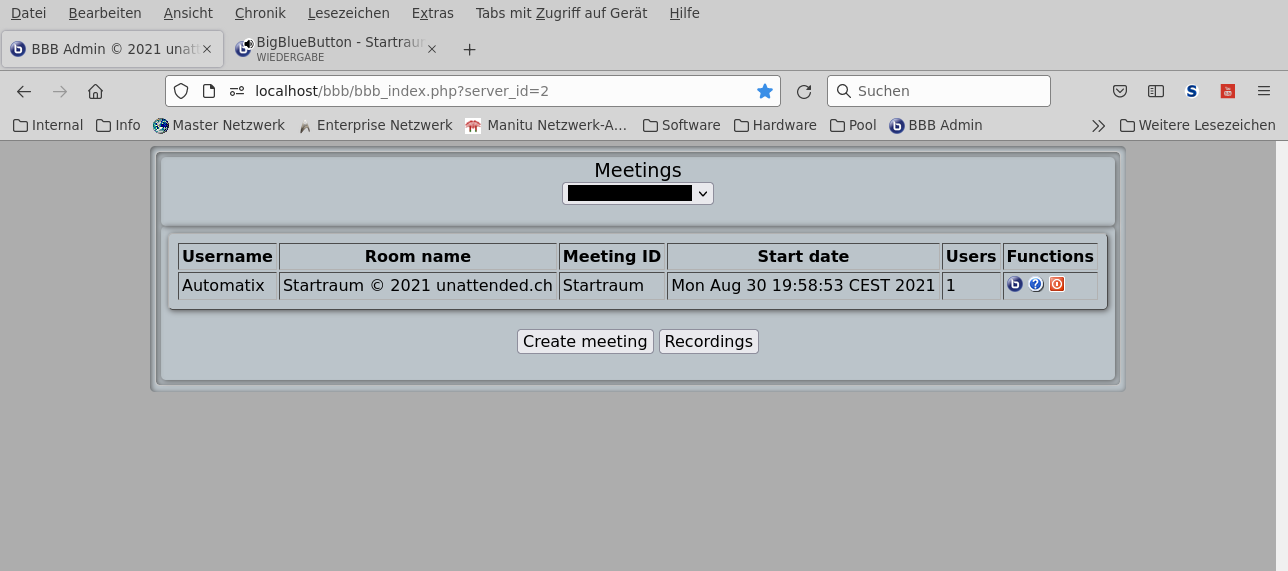 Datei Bearbeiten Ansicht Chronik Lesezeichen Extras Tabs mit Zugriff auf Gerät Hilfe
BBB Admin © 2021 unatt
BigBlueButton - Startraum
WIEDERGABE
localhost/bbb/bbb_index.php?server_id=2
Suchen
Internal Info Master Netzwerk Enterprise Netzwerk Manitu Netzwerk-A... Software Hardware Pool BBB Admin Weitere Lesezeichen
Meetings
Username Room name Meeting ID Start date Users Functions
Automatix Startraum © 2021 unattended.ch Startraum Mon Aug 30 19:58:53 CEST 2021 1
Create meeting Recordings